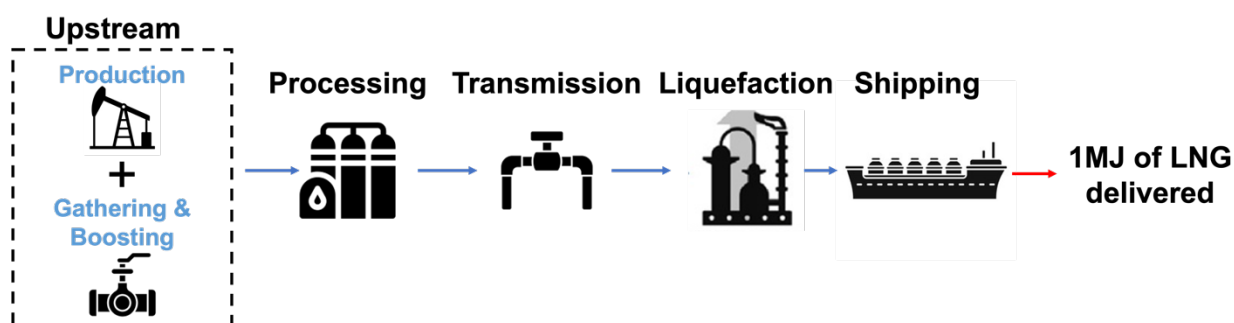 Upstream
Production
+
Gathering &
Boosting
Processing
Transmission
Liquefaction
Shipping
1MJ of LNG
delivered